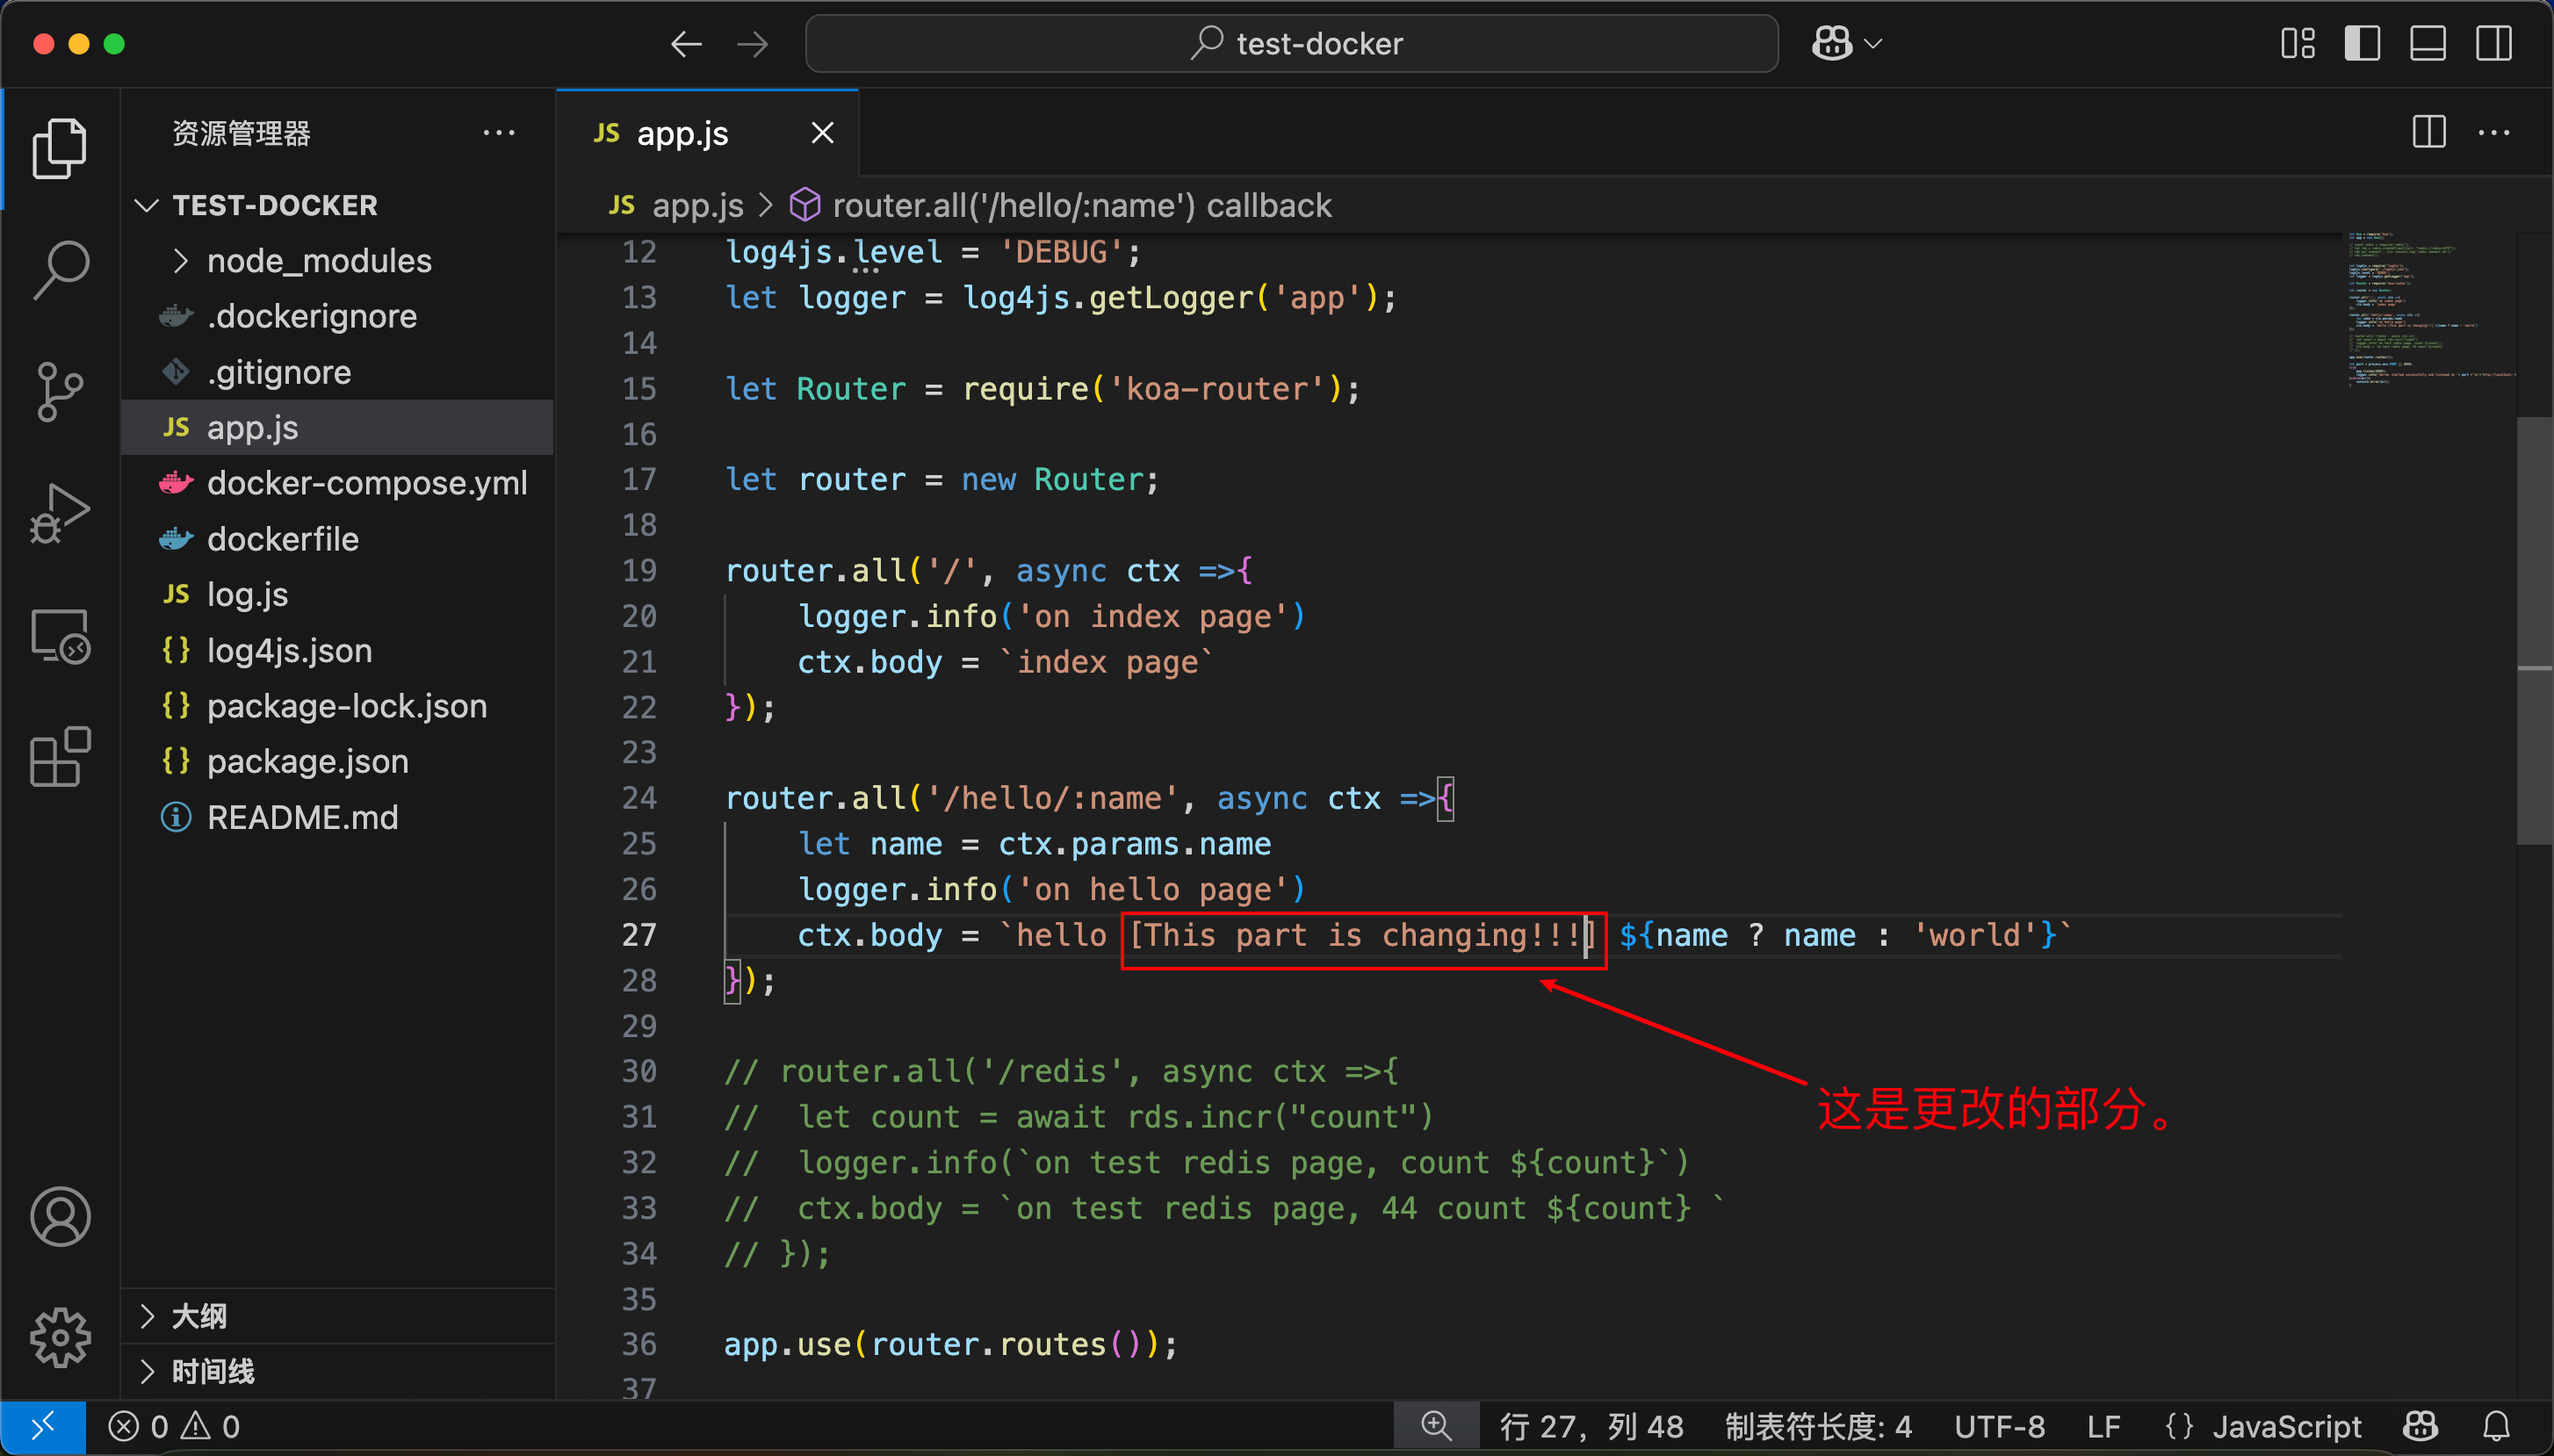 test-docker
资源管理器
JS app.js
TEST-DOCKER
JS app.js > router.all('/hello/:name') callback
node_modules
.dockerignore
.gitignore
JS app.js
docker-compose.yml
dockerfile
JS log.js
{} log4js.json
{} package-lock.json
{} package.json
README.md
大纲
时间线
12 log4js.level = 'DEBUG';
13 let logger = log4js.getLogger('app');
14
15 let Router = require('koa-router');
16
17 let router = new Router;
18
19 router.all('/', async ctx =>{
20 logger.info('on index page')
21 ctx.body = `index page`
22 });
23
24 router.all('/hello/:name', async ctx =>{
25 let name = ctx.params.name
26 logger.info('on hello page')
27 ctx.body = `hello [This part is changing!!!] ${name ? name : 'world'}`
28 });
29
30 // router.all('/redis', async ctx =>{
31 //  let count = await rds.incr("count")
32 //  logger.info(`on test redis page, count ${count}`)
33 //  ctx.body = `on test redis page, 44 count ${count} `
34 // });
35
36 app.use(router.routes());
37
这是更改的部分。
0 0
行 27，列 48 制表符长度: 4 UTF-8 LF {} JavaScript